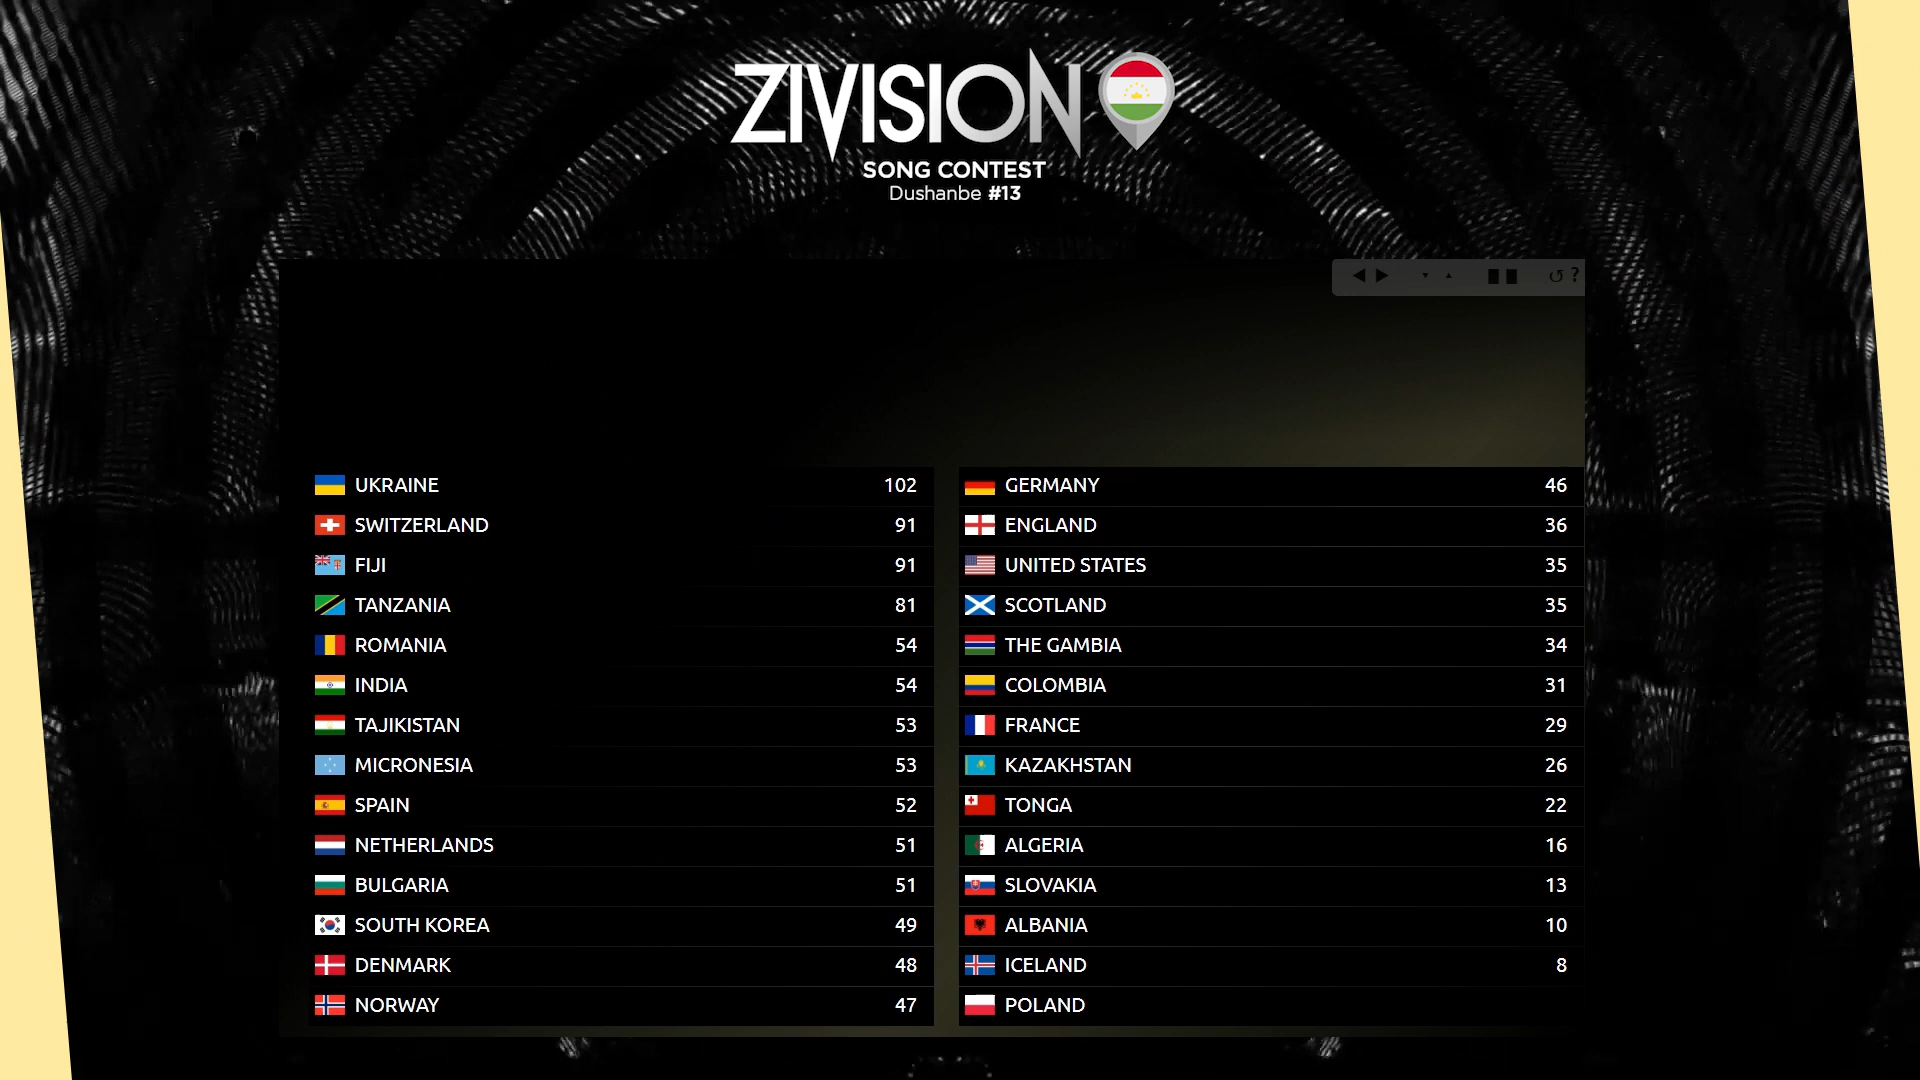 ZIVISION
SONG CONTEST
Dushanbe #13
?
UKRAINE 102
SWITZERLAND 91
FIJI 91
TANZANIA 81
ROMANIA 54
INDIA 54
TAJIKISTAN 53
MICRONESIA 53
SPAIN 52
NETHERLANDS 51
BULGARIA 51
SOUTH KOREA 49
DENMARK 48
NORWAY 47
GERMANY 46
ENGLAND 36
UNITED STATES 35
SCOTLAND 35
THE GAMBIA 34
COLOMBIA 31
FRANCE 29
KAZAKHSTAN 26
TONGA 22
ALGERIA 16
SLOVAKIA 13
ALBANIA 10
ICELAND 8
POLAND